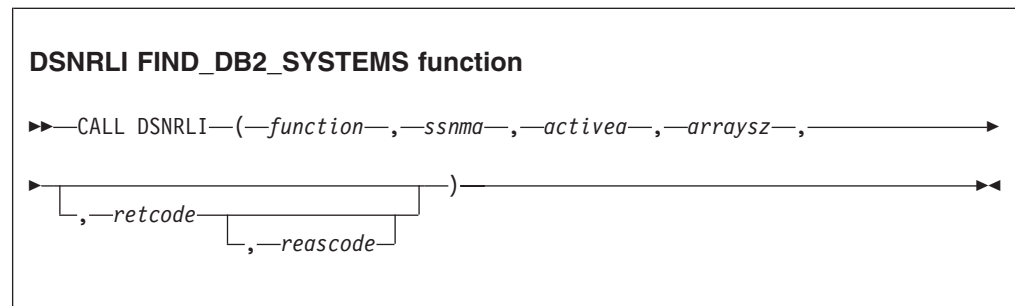 DSNRLI FIND_DB2_SYSTEMS function
CALL DSNRLI ( function , ssnma , activea , arraysz ,
)
, retcode
, reascode